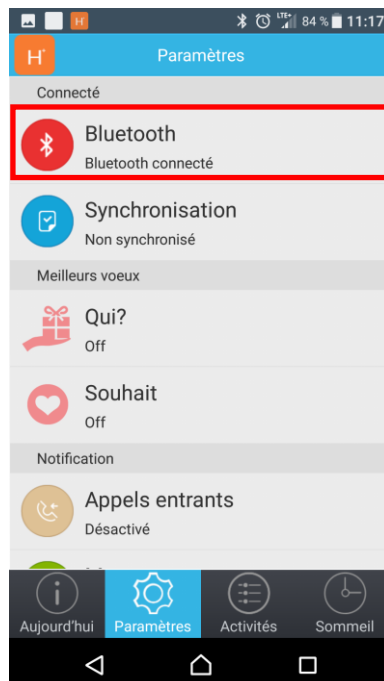 H LTE 84 % 11:17
H Paramètres
Connecté
Bluetooth
Bluetooth connecté
Synchronisation
Non synchronisé
Meilleurs voeux
Qui?
Off
Souhait
Off
Notification
Appels entrants
Désactivé
Aujourd'hui Paramètres Activités Sommeil